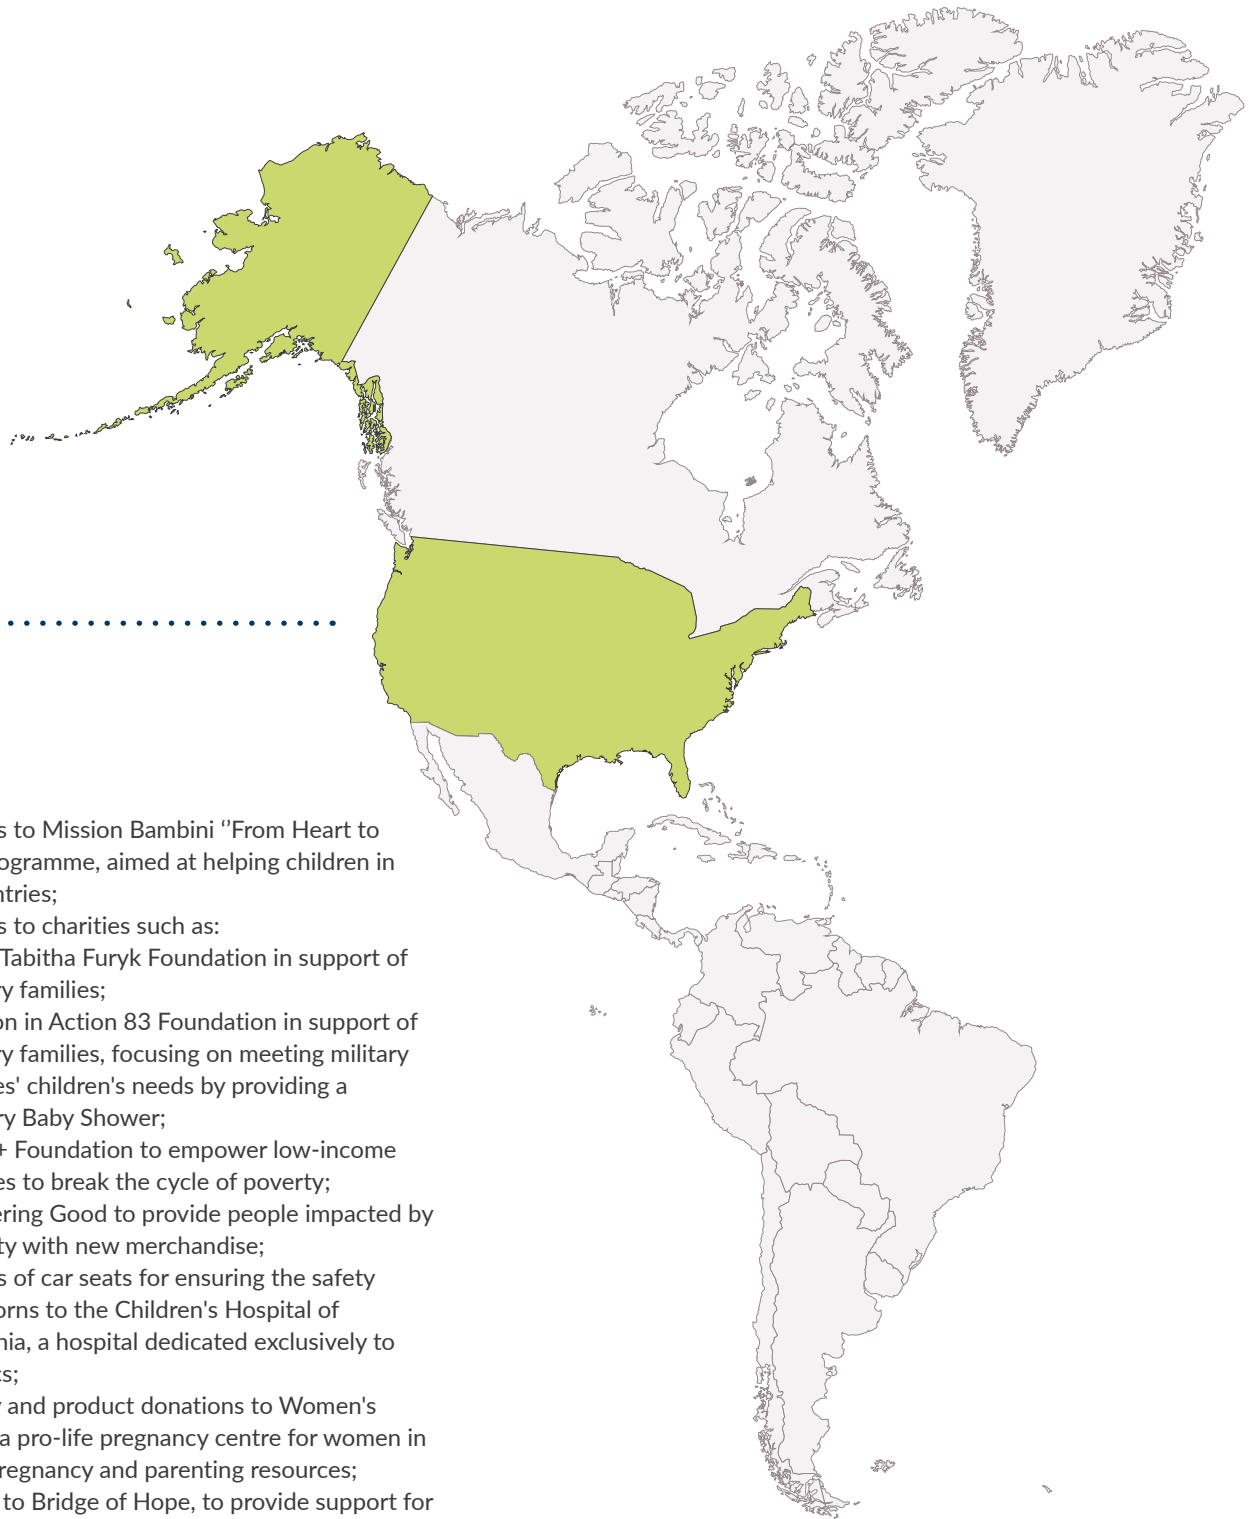 s to Mission Bambini ‘’From Heart to
ogramme, aimed at helping children in
ntries;
s to charities such as:
Tabitha Furyk Foundation in support of
y families;
on in Action 83 Foundation in support of
y families, focusing on meeting military
es' children's needs by providing a
ry Baby Shower;
+ Foundation to empower low-income
es to break the cycle of poverty;
ering Good to provide people impacted by
ty with new merchandise;
s of car seats for ensuring the safety
orns to the Children's Hospital of
nia, a hospital dedicated exclusively to
cs;
y and product donations to Women's
a pro-life pregnancy centre for women in
regnancy and parenting resources;
to Bridge of Hope, to provide support for